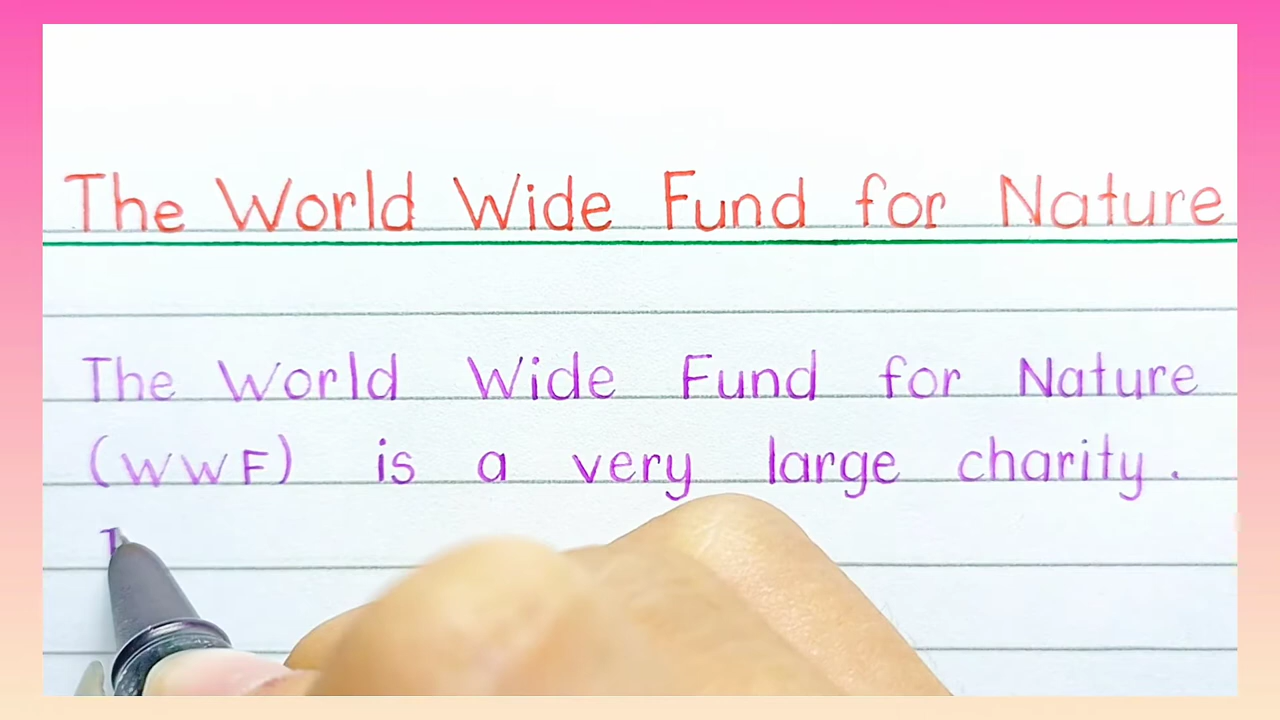 The World Wide Fund for Nature
The World Wide Fund for Nature
(WWF) is a very large charity.